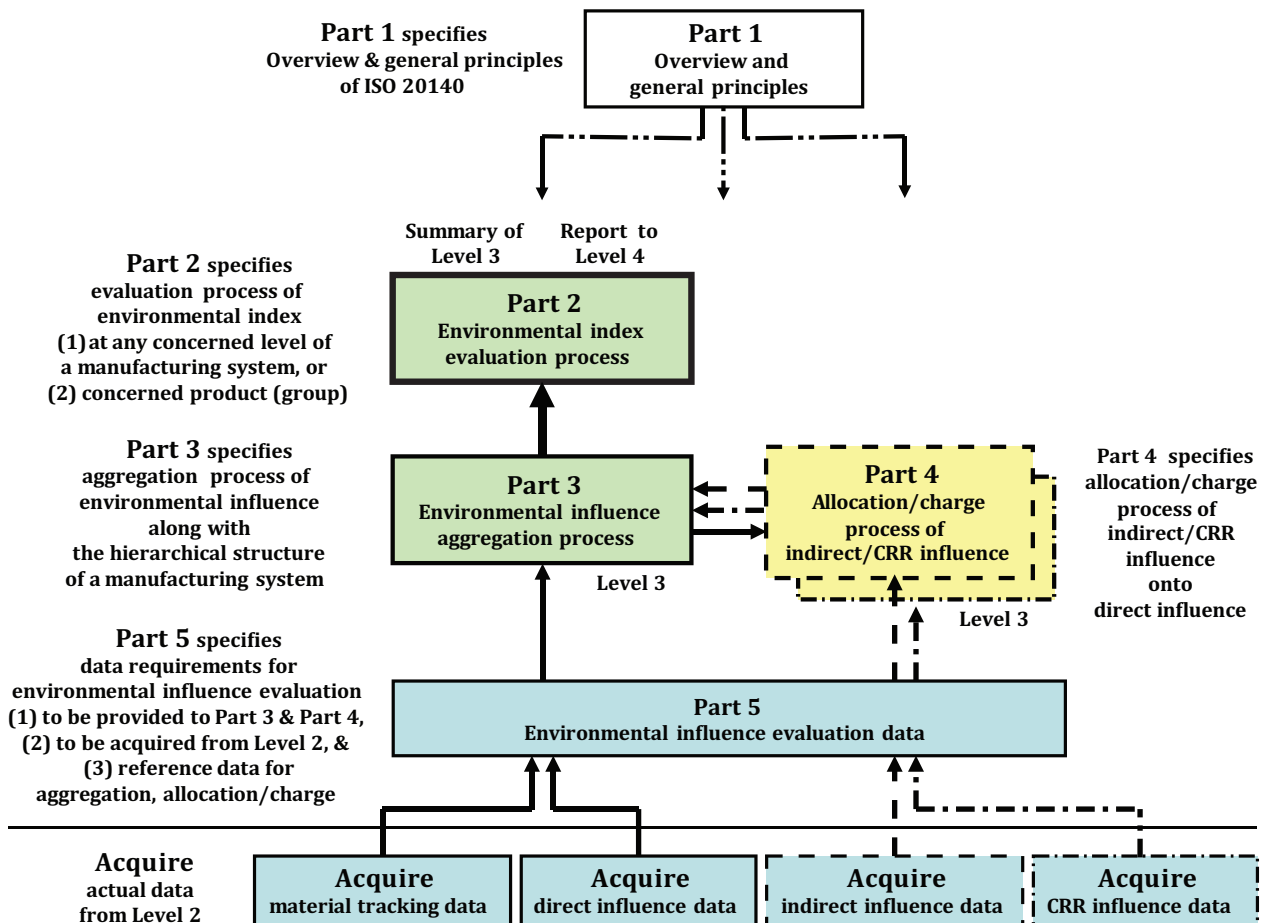 Part 1 specifies
Overview & general principles
of ISO 20140
Part 1
Overview and
general principles
Summary of
Level 3
Report to
Level 4
Part 2 specifies
evaluation process of
environmental index
(1) at any concerned level of
a manufacturing system, or
(2) concerned product (group)
Part 2
Environmental index
evaluation process
Part 3 specifies
aggregation process of
environmental influence
along with
the hierarchical structure
of a manufacturing system
Part 3
Environmental influence
aggregation process
Level 3
Part 4
Allocation/charge
process of
indirect/CRR influence
Level 3
Part 4 specifies
allocation/charge
process of
indirect/CRR
influence
onto
direct influence
Part 5 specifies
data requirements for
environmental influence evaluation
(1) to be provided to Part 3 & Part 4,
(2) to be acquired from Level 2, &
(3) reference data for
aggregation, allocation/charge
Part 5
Environmental influence evaluation data
Acquire
actual data
from Level 2
Acquire
material tracking data
Acquire
direct influence data
Acquire
indirect influence data
Acquire
CRR influence data